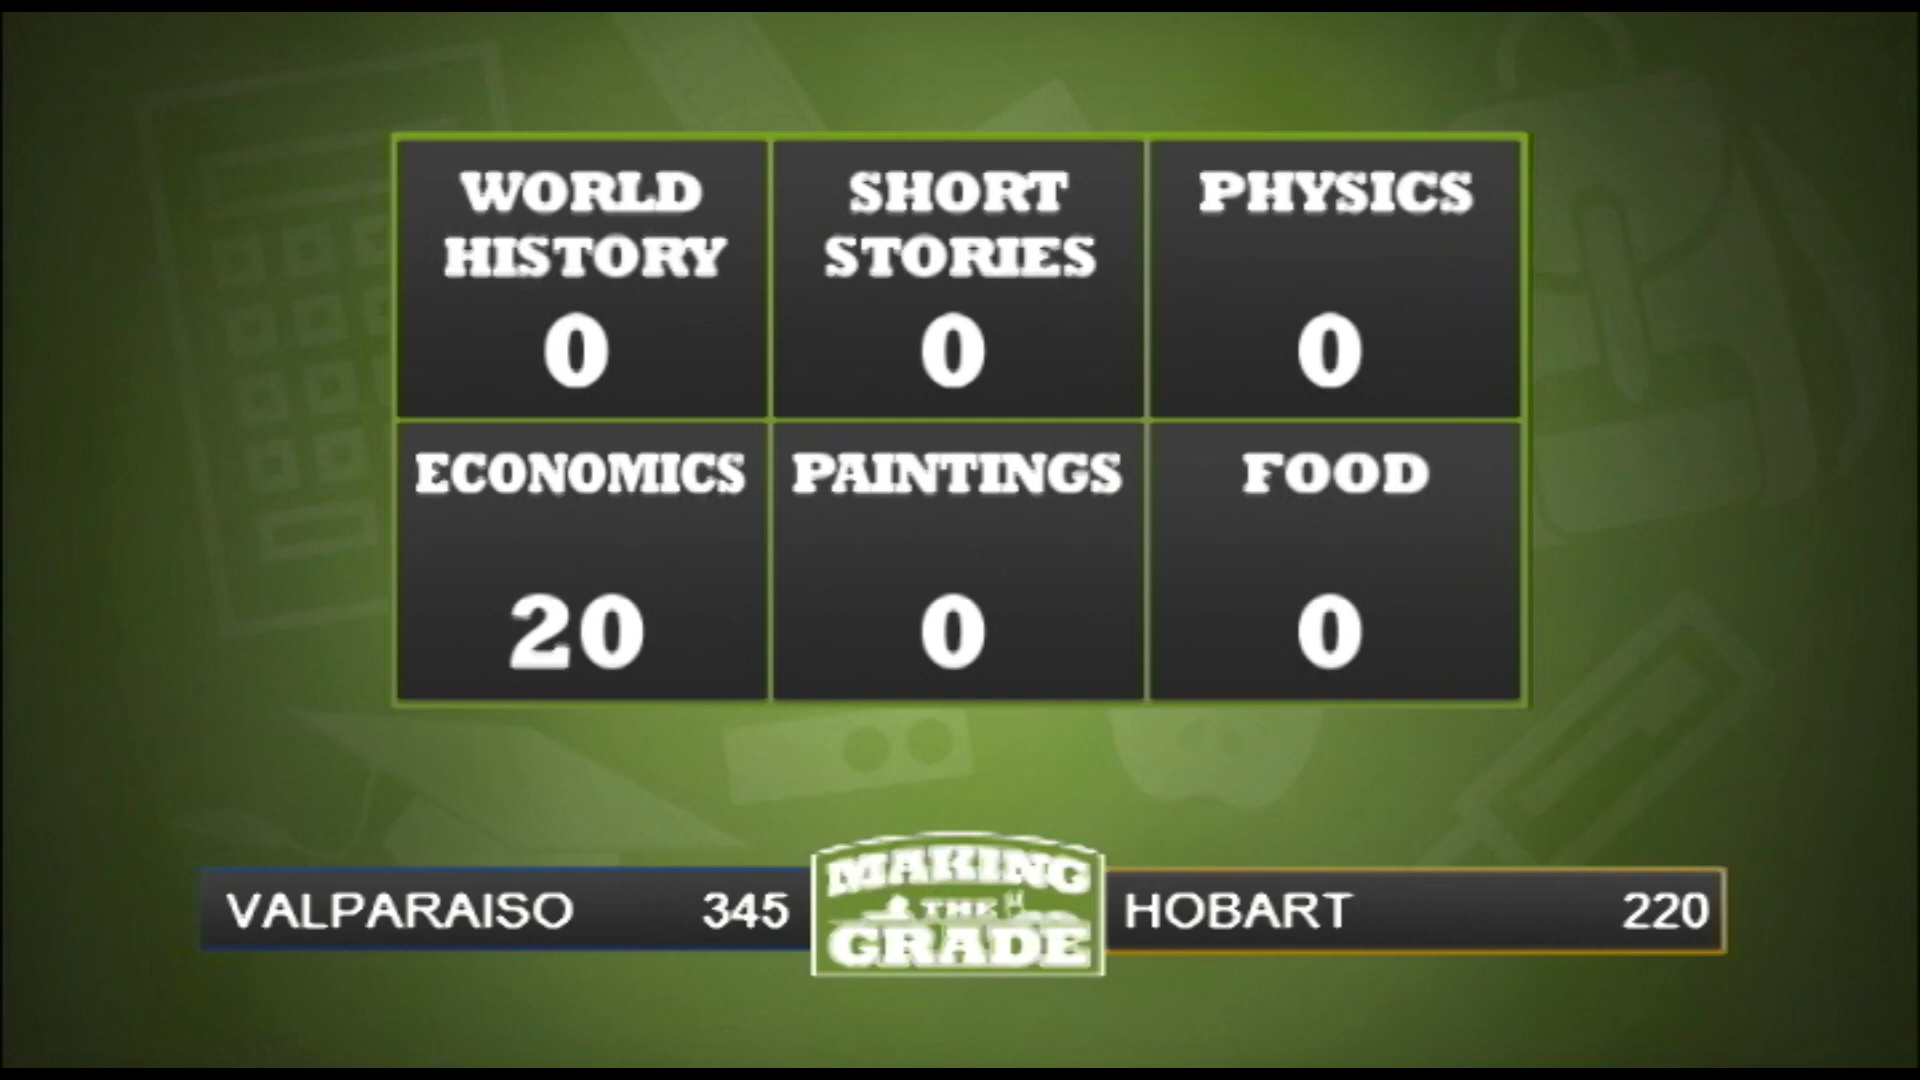 WORLD
HISTORY
0
SHORT
STORIES
0
PHYSICS
0
ECONOMICS
20
PAINTINGS
0
FOOD
0
VALPARAISO 345
MAKING
THE
GRADE
HOBART 220